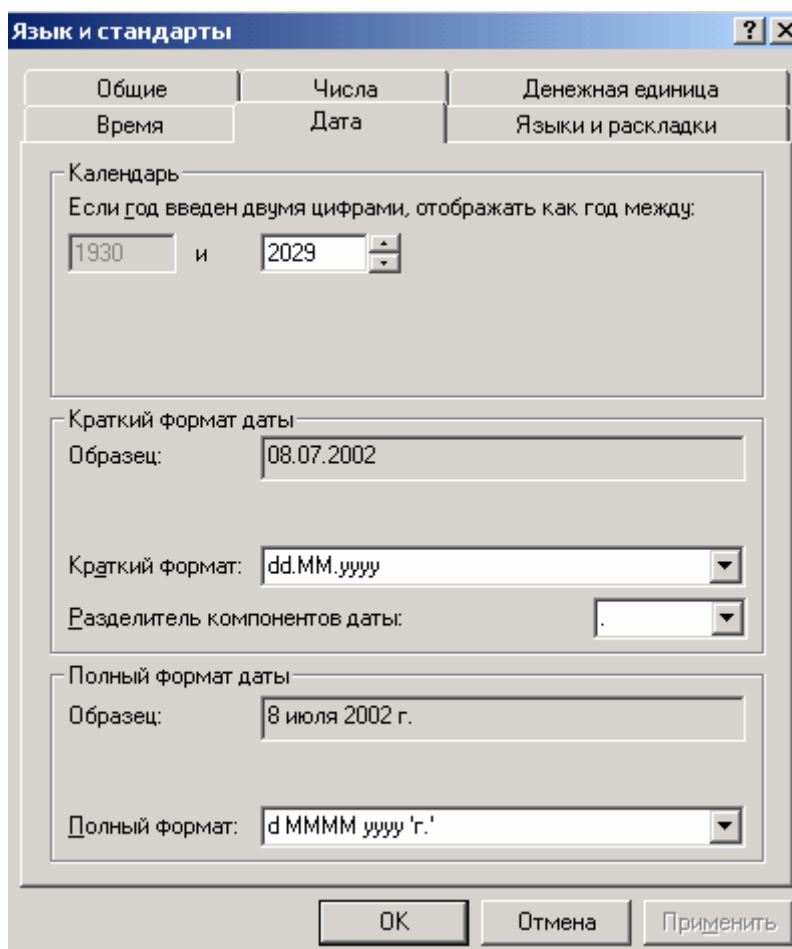 Язык и стандарты
Общие Числа Денежная единица
Время Дата Языки и раскладки
Календарь
Если год введен двумя цифрами, отображать как год между:
1930 и 2029
Краткий формат даты
Образец: 08.07.2002
Краткий формат: dd.MM.yyyy
Разделитель компонентов даты: .
Полный формат даты
Образец: 8 июля 2002 г.
Полный формат: d MMMM yyyy 'г.'
OK Отмена Применить